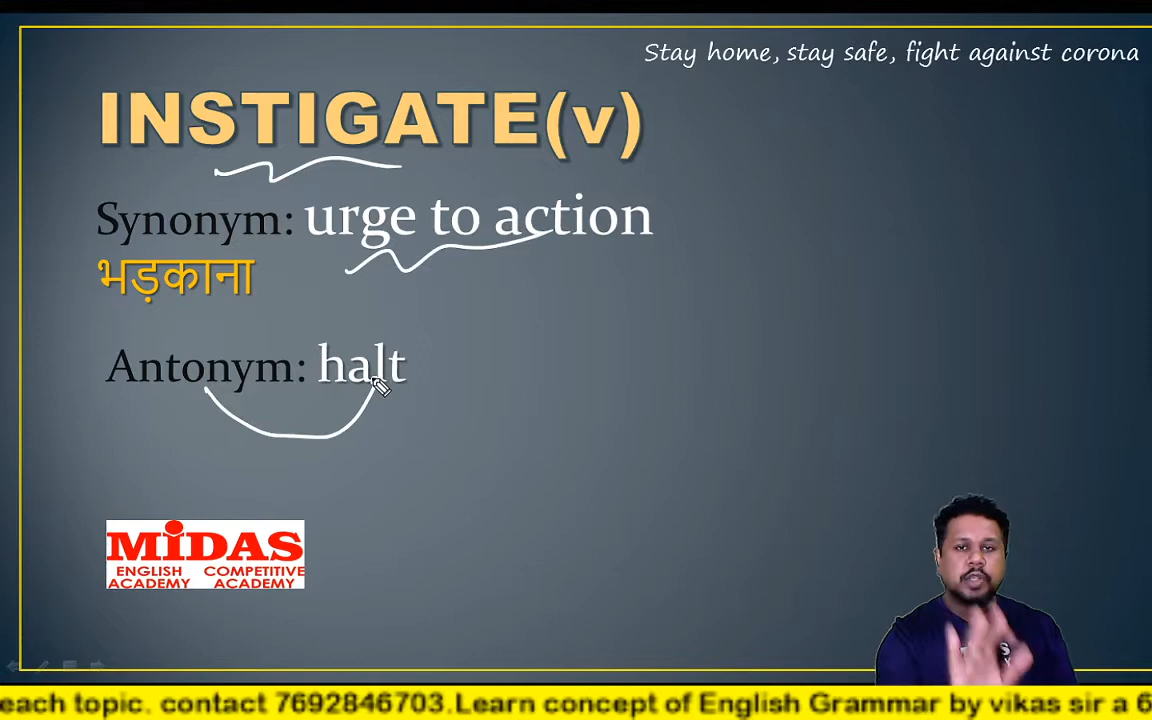 Stay home, stay safe, fight against corona
INSTIGATE(v)
Synonym: urge to action
भड़काना
Antonym: halt
MiDAS
ENGLISH COMPETITIVE
ACADEMY ACADEMY
each topic. contact 7692846703.Learn concept of English Grammar by vikas sir a 6